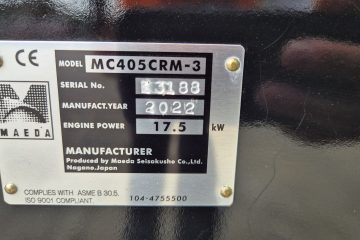 CE
MODEL MC405CRM-3
SERIAL No. 3188
MANUFACT.YEAR 2022
ENGINE POWER 17.5 kW
MAEDA
MANUFACTURER
Produced by Maeda Seisakusho Co.,Ltd.
Nagano,Japan
COMPLIES WITH ASME B 30.5.
ISO 9001 COMPLIANT.
104-4755500